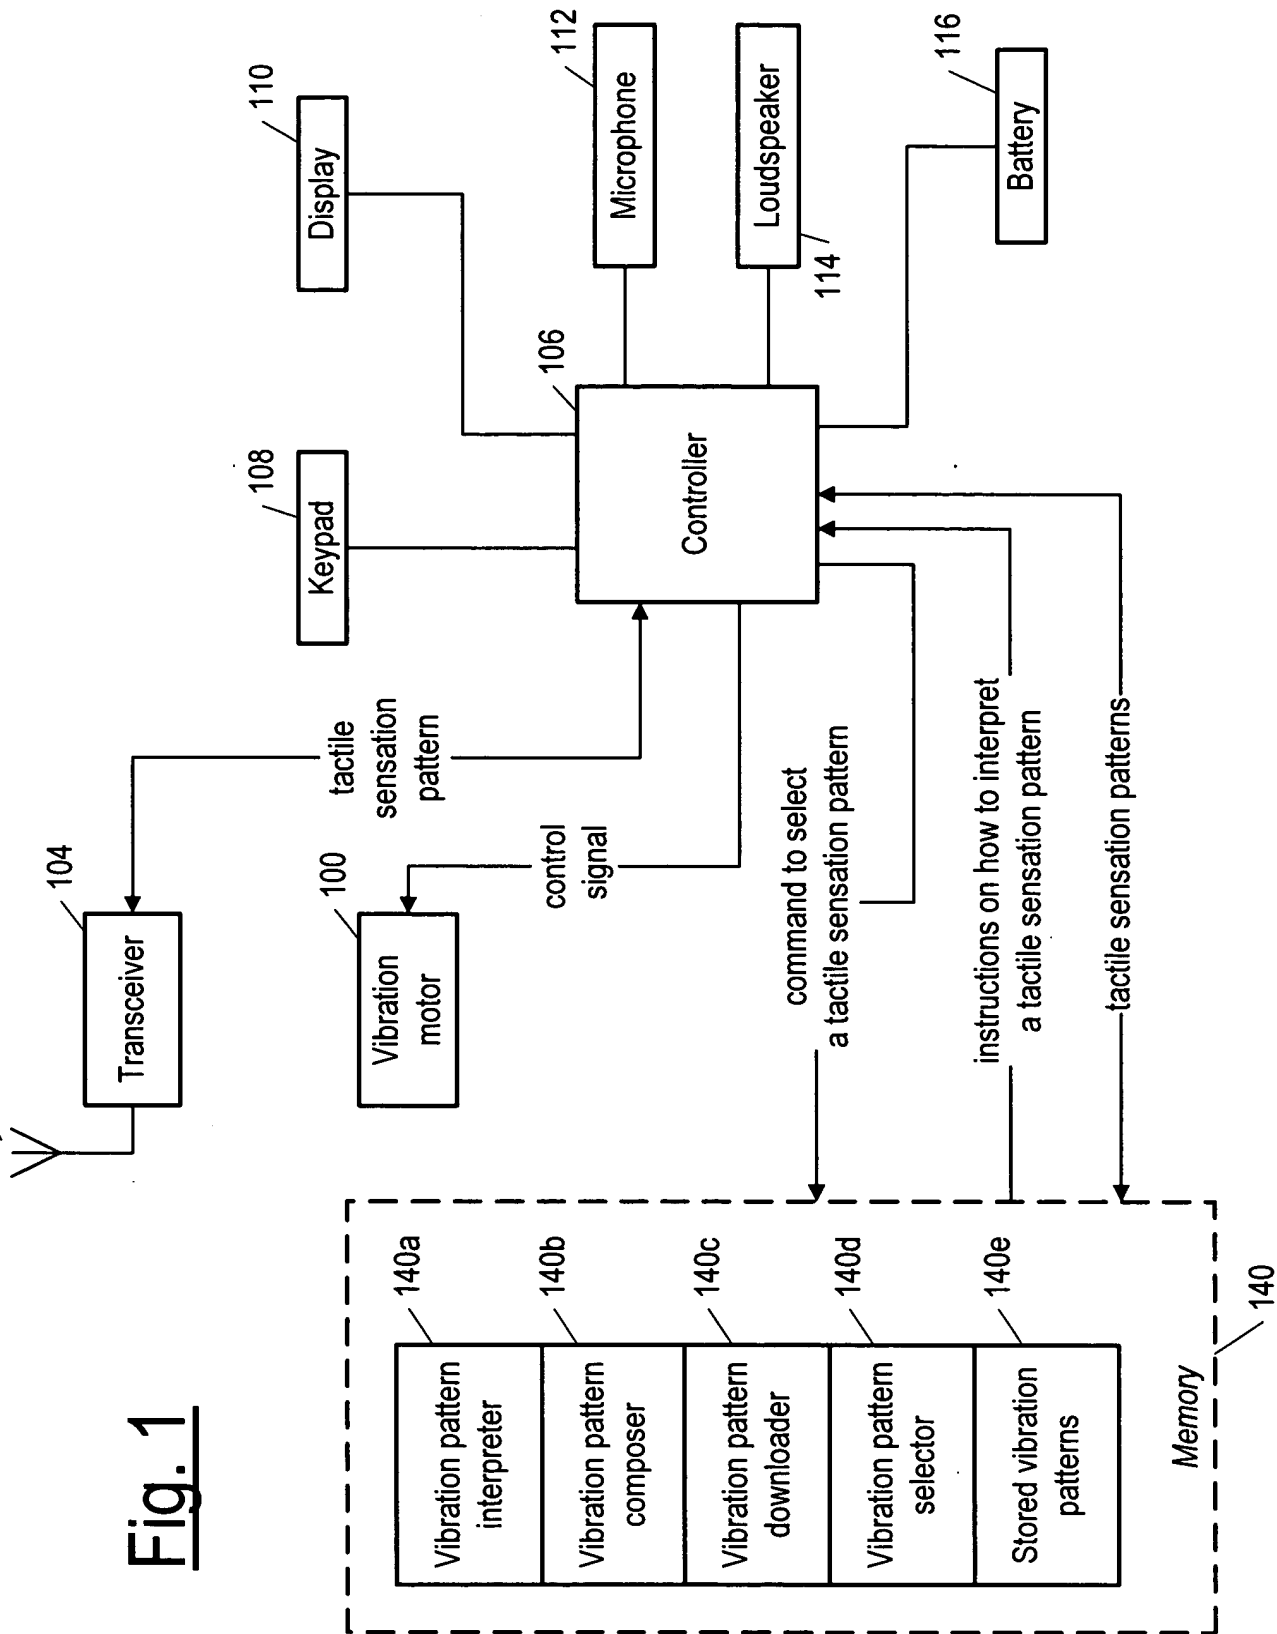 Fig. 1
104
Transceiver
100
Vibration
motor
tactile
sensation
pattern
control
signal
108
Keypad
110
Display
112
Microphone
Loudspeaker
114
116
Battery
106
Controller
command to select
a tactile sensation pattern
instructions on how to interpret
a tactile sensation pattern
tactile sensation patterns
140a
Vibration pattern
interpreter
140b
Vibration pattern
composer
140c
Vibration pattern
downloader
140d
Vibration pattern
selector
140e
Stored vibration
patterns
Memory
140